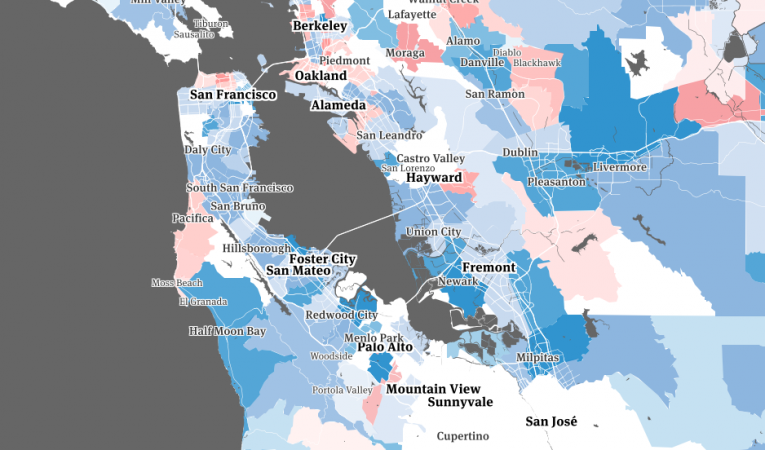 Mill Valley
Walnut Creek
Tiburon
Sausalito
Berkeley
Lafayette
Moraga
Alamo
Diablo
Danville
Blackhawk
Piedmont
Oakland
San Francisco
Alameda
San Ramon
San Leandro
Daly City
Castro Valley
San Lorenzo
Hayward
Dublin
Livermore
Pleasanton
South San Francisco
San Bruno
Pacifica
Union City
Hillsborough
Foster City
San Mateo
Fremont
Newark
Moss Beach
El Granada
Half Moon Bay
Redwood City
Menlo Park
Palo Alto
Woodside
Milpitas
Portola Valley
Mountain View
Sunnyvale
San José
Cupertino